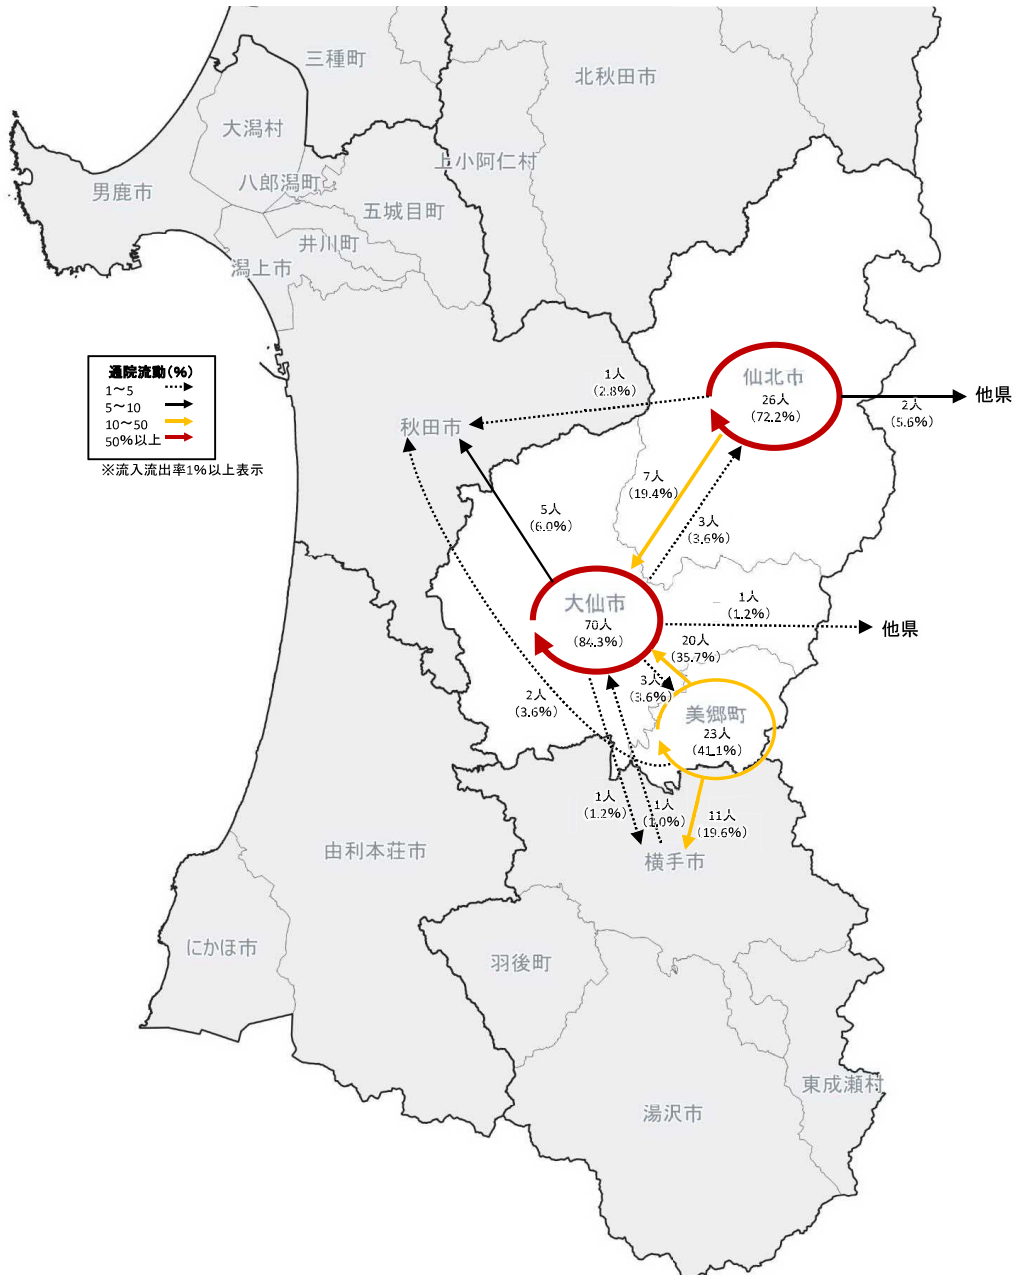 三種町
北秋田市
大潟村
上小阿仁村
八郎潟町
男鹿市
五城目町
井川町
潟上市
通院流動(%)
1～5
5～10
10～50
50%以上
※流入流出率1%以上表示
仙北市
26人
(72.2%)
1人
(2.8%)
2人
(5.6%)
他県
秋田市
7人
(19.4%)
3人
(3.6%)
5人
(6.0%)
大仙市
70人
(84.3%)
1人
(1.2%)
他県
20人
(35.7%)
3人
(3.6%)
2人
(3.6%)
美郷町
23人
(41.1%)
1人
(1.2%)
1人
(1.0%)
11人
(19.6%)
横手市
由利本荘市
にかほ市
羽後町
東成瀬村
湯沢市